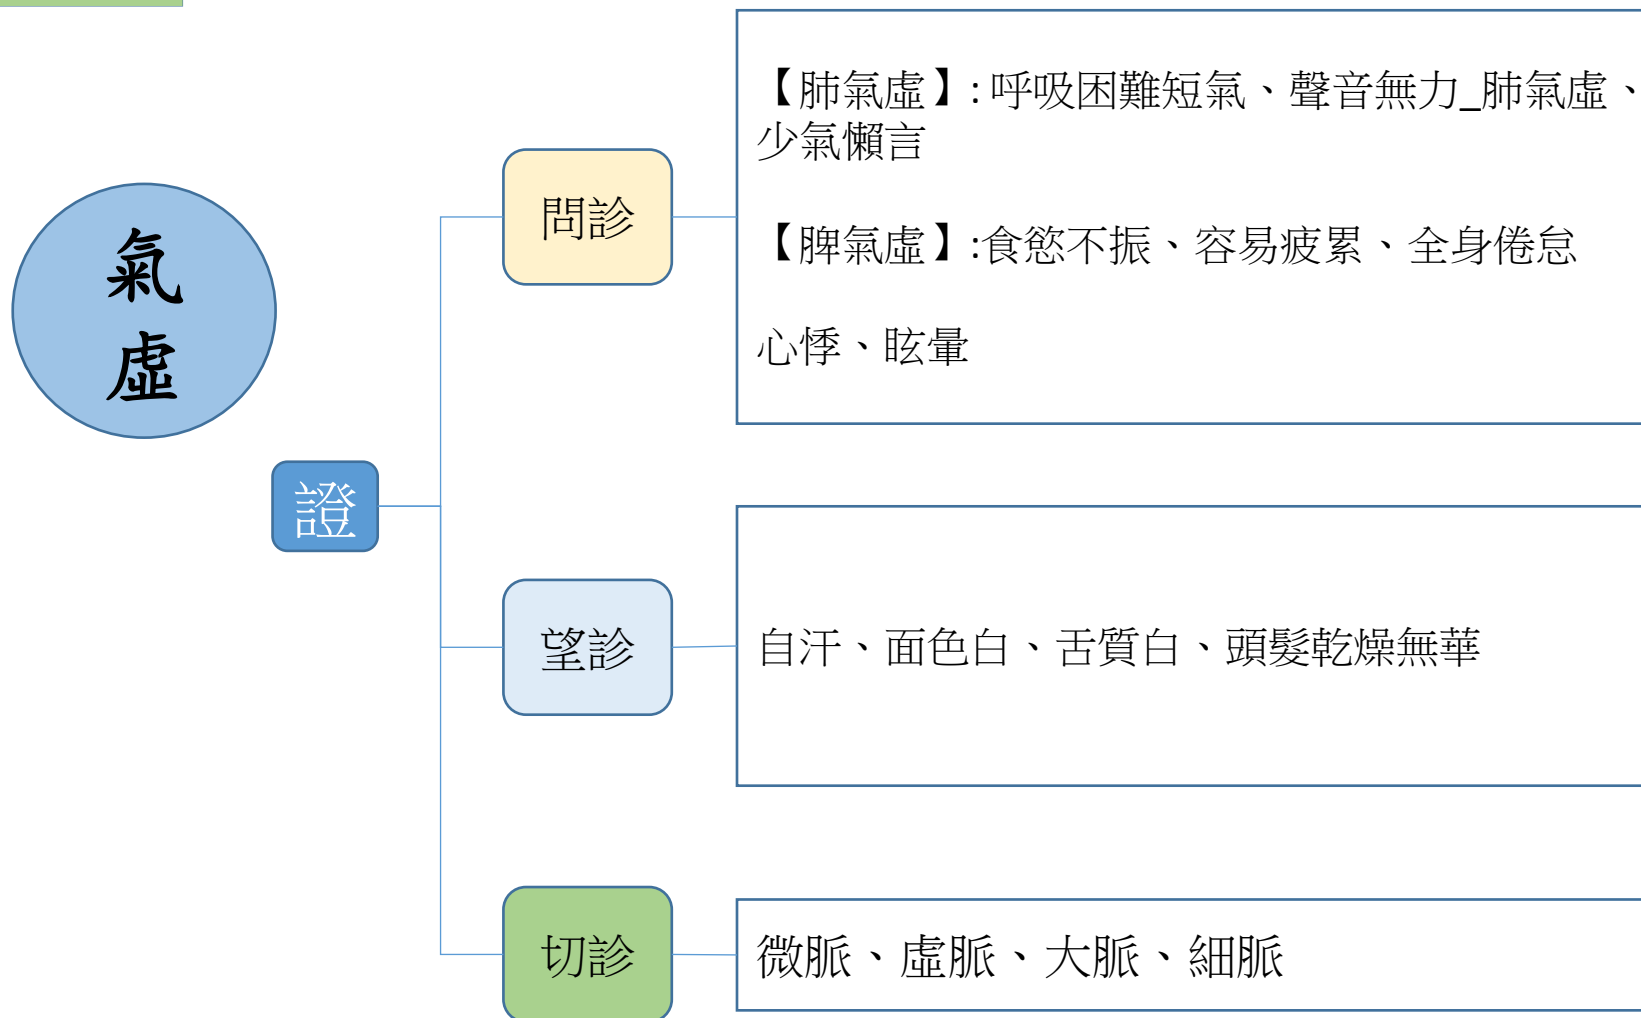 氣
虛
證
問診
【肺氣虛】:呼吸困難短氣、聲音無力_肺氣虛、
少氣懶言
【脾氣虛】:食慾不振、容易疲累、全身倦怠
心悸、眩暈
望診
自汗、面色白、舌質白、頭髮乾燥無華
切診
微脈、虛脈、大脈、細脈